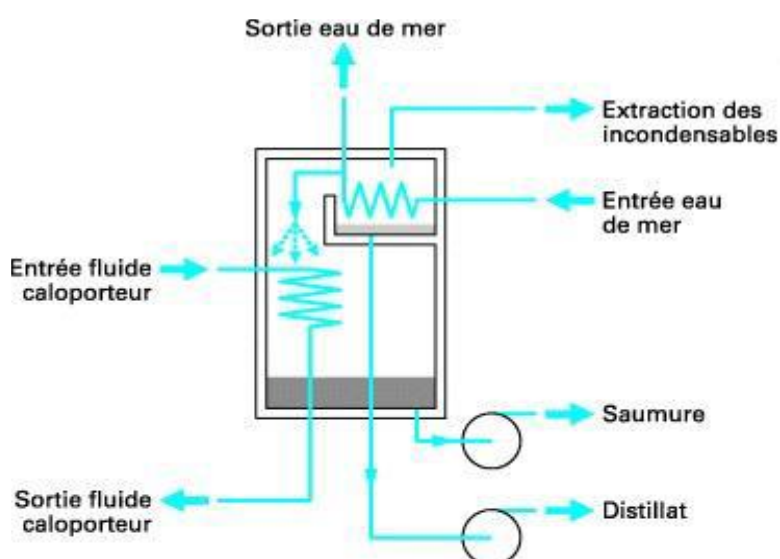 Sortie eau de mer
Extraction des
incondensables
Entrée eau
de mer
Entrée fluide
caloporteur
Saumure
Sortie fluide
caloporteur
Distillat